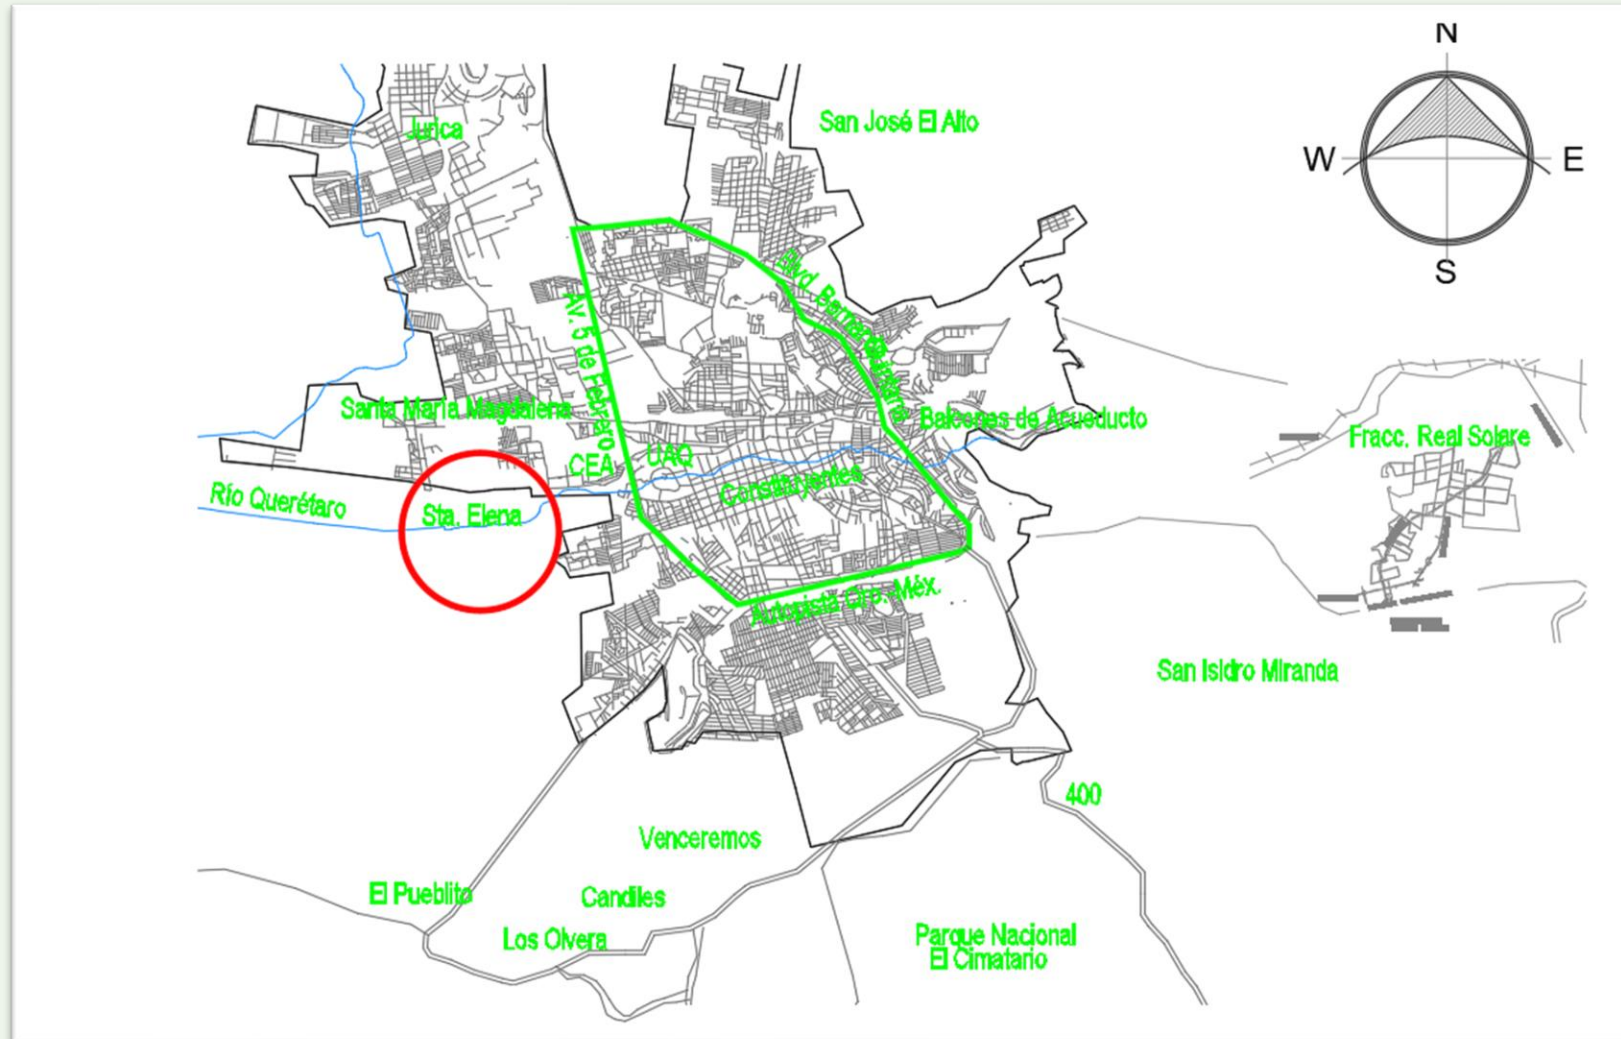 N
W
E
S
Jurica
San José El Alto
Blvd. Bernardo Quintana
Av. 5 de Febrero
Santa María Magdalena
Balcones de Acueducto
Fracc. Real Solare
CEA
UAQ
Constituyentes
Río Querétaro
Sta. Elena
Autopista Qro.-Méx.
San Isidro Miranda
400
Venceremos
El Pueblito
Candiles
Los Olvera
Parque Nacional
El Cimatario